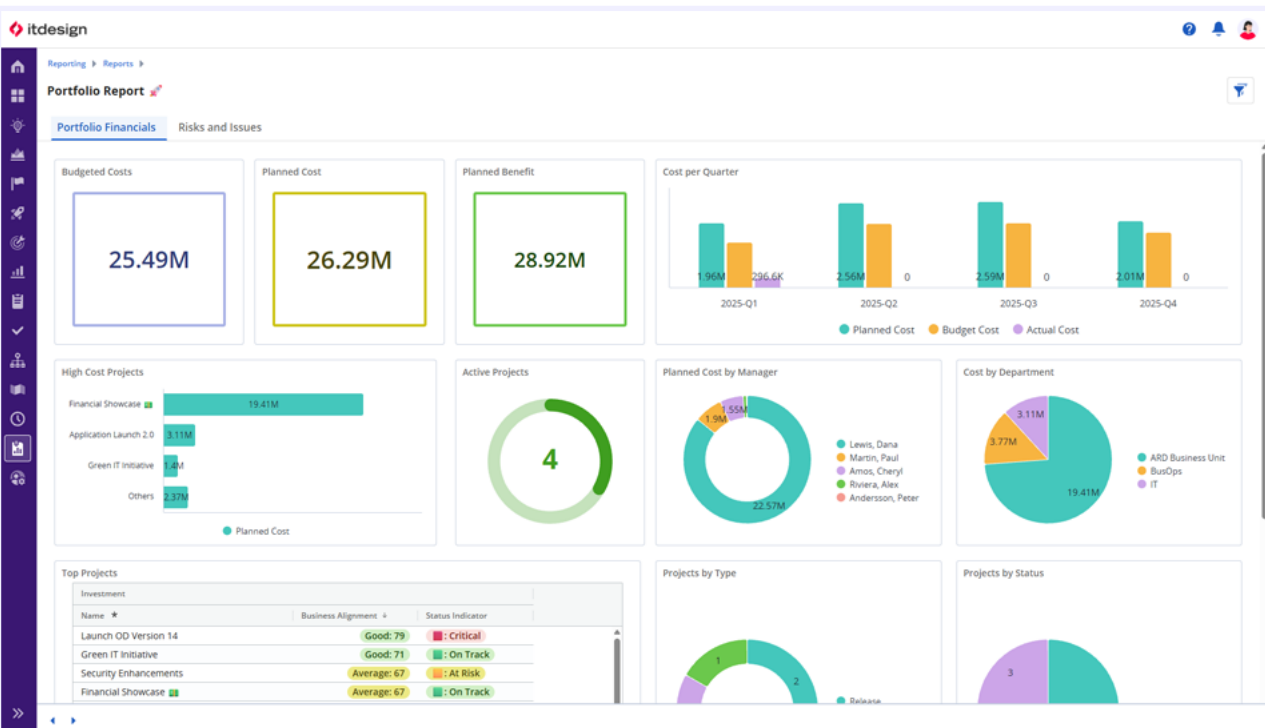 itdesign
Reporting Reports
Portfolio Report
Portfolio Financials Risks and Issues
Budgeted Costs
25.49M
Planned Cost
26.29M
Planned Benefit
28.92M
Cost per Quarter
1.96M 296.6K 2.56M 0 2.59M 0 2.01M 0
2025-Q1 2025-Q2 2025-Q3 2025-Q4
Planned Cost Budget Cost Actual Cost
High Cost Projects
Financial Showcase 19.41M
Application Launch 2.0 3.11M
Green IT Initiative 1.4M
Others 2.37M
Planned Cost
Active Projects
4
Planned Cost by Manager
1.55M
1.9M
22.57M
Lewis, Dana
Martin, Paul
Amos, Cheryl
Riviera, Alex
Andersson, Peter
Cost by Department
3.11M
3.77M
19.41M
ARD Business Unit
BusOps
IT
Top Projects
Investment
Name Business Alignment Status Indicator
Launch OD Version 14 Good: 79 : Critical
Green IT Initiative Good: 71 : On Track
Security Enhancements Average: 67 : At Risk
Financial Showcase Average: 67 : On Track
Projects by Type
1
2
Release
Projects by Status
3